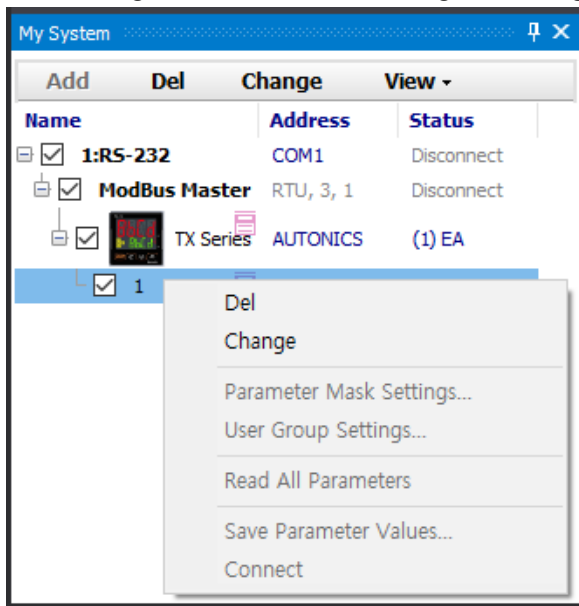 My System
Add Del Change View
Name Address Status
1:RS-232 COM1 Disconnect
ModBus Master RTU, 3, 1 Disconnect
TX Series AUTONICS (1) EA
1
Del
Change
Parameter Mask Settings...
User Group Settings...
Read All Parameters
Save Parameter Values...
Connect